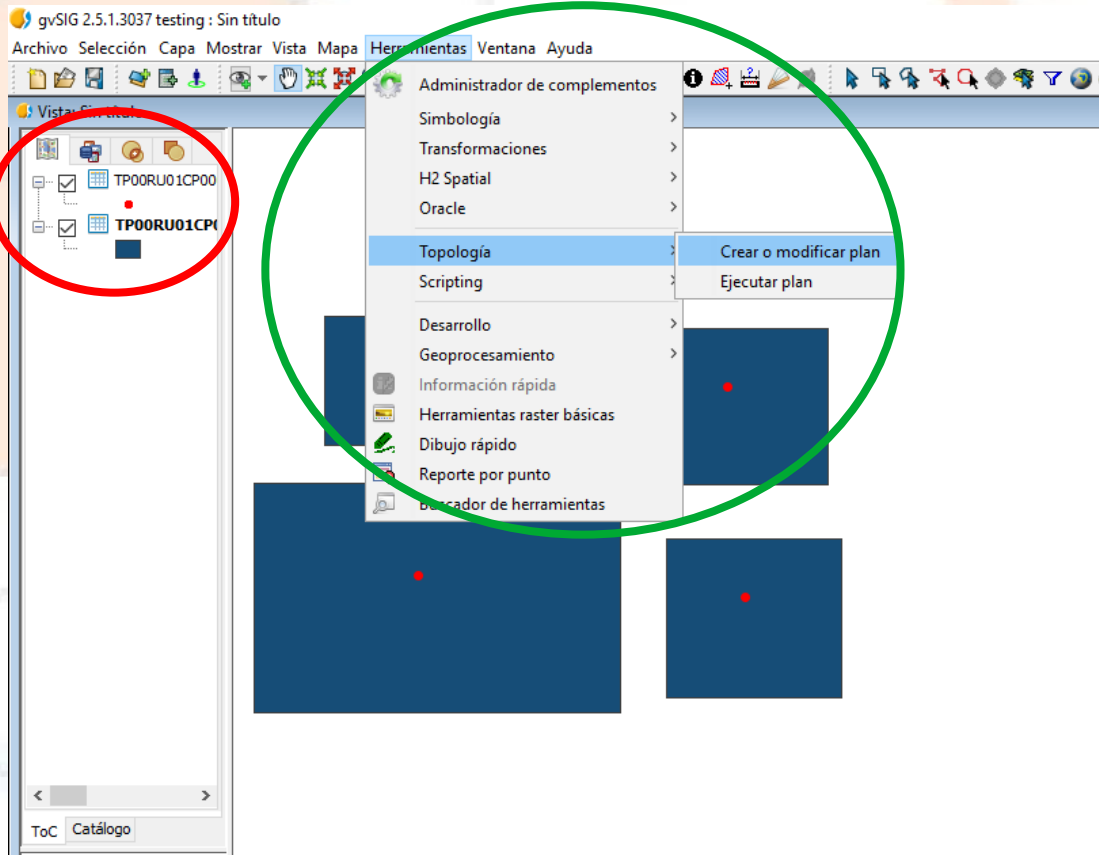 gvSIG 2.5.1.3037 testing : Sin título
Archivo Selección Capa Mostrar Vista Mapa Herramientas Ventana Ayuda
Vista: Sin título
Administrador de complementos
Simbología
Transformaciones
H2 Spatial
Oracle
Topología
Crear o modificar plan
Scripting
Ejecutar plan
Desarrollo
Geoprocesamiento
Información rápida
Herramientas raster básicas
Dibujo rápido
Reporte por punto
Buscador de herramientas
TP00RU01CP00
TP00RU01CP(
ToC Catálogo